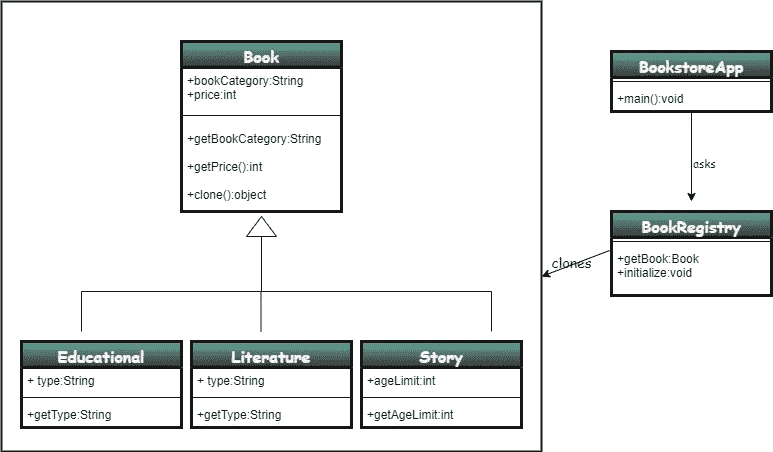 Book
+bookCategory:String
+price:int
+getBookCategory:String
+getPrice():int
+clone():object
BookstoreApp
+main():void
asks
BookRegistry
+getBook:Book
+initialize:void
clones
Educational
+ type:String
+getType:String
Literature
+ type:String
+getType:String
Story
+ageLimit:int
+getAgeLimit:int